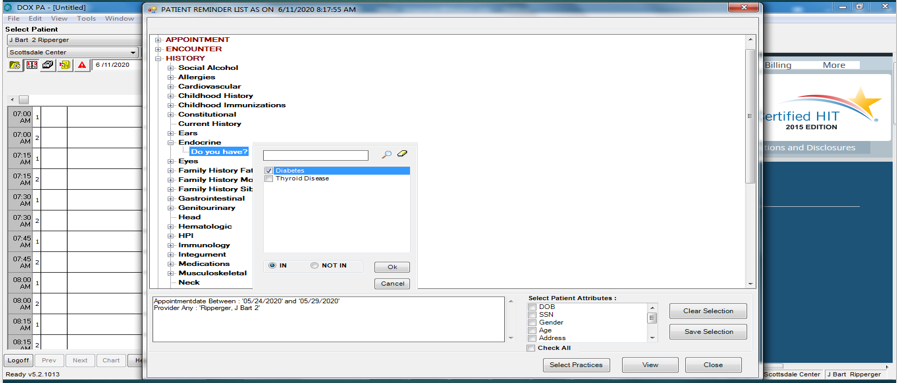 DOX PA - [Untitled]
File Edit View Tools Window
Select Patient
J Bart 2 Ripperger
Scottsdale Center
6 /11/2020
07:00 AM 1
07:00 AM 2
07:15 AM 1
07:15 AM 2
07:30 AM 1
07:30 AM 2
07:45 AM 1
07:45 AM 2
08:00 AM 1
08:00 AM 2
08:15 AM 1
08:15 AM 2
Logoff Prev Next Chart He
Ready v5.2.1013
PATIENT REMINDER LIST AS ON 6/11/2020 8:17:55 AM
APPOINTMENT
ENCOUNTER
HISTORY
Social Alcohol
Allergies
Cardiovascular
Childhood History
Childhood Immunizations
Constitutional
Current History
Ears
Endocrine
Do you have?
Eyes
Family History Fat
Family History Mo
Family History Sib
Gastrointestinal
Genitourinary
Head
Hematologic
HPI
Immunology
Integument
Medications
Musculoskeletal
Neck
Diabetes
Thyroid Disease
IN NOT IN Ok
Cancel
Appointmentdate Between : '05/24/2020' and '05/29/2020'
Provider Any : 'Ripperger, J Bart 2'
Select Patient Attributes :
DOB
SSN
Gender
Age
Address
Check All
Clear Selection
Save Selection
Select Practices View Close
Billing More
ertified HIT
2015 EDITION
ions and Disclosures
Scottsdale Center J Bart Ripperger